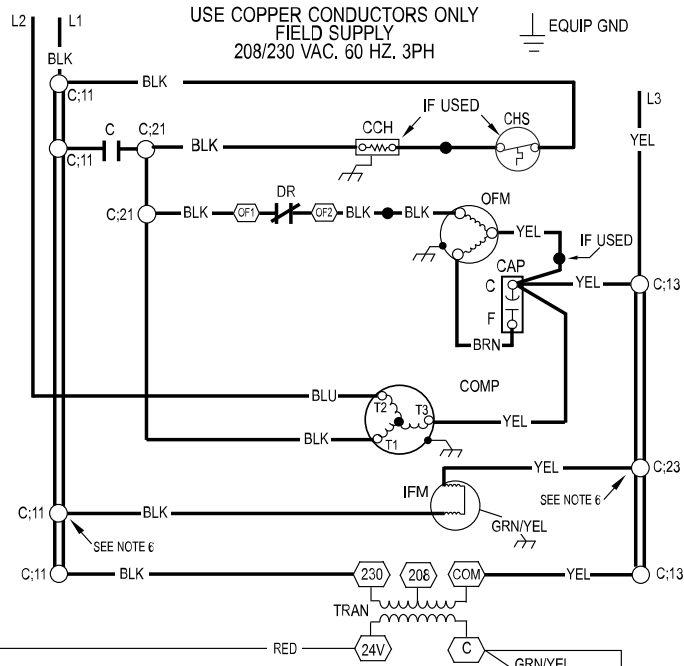 USE COPPER CONDUCTORS ONLY
FIELD SUPPLY
208/230 VAC. 60 HZ. 3PH
L2
L1
EQUIP GND
BLK
C;11
BLK
L3
IF USED
CCH
CHS
C
C;21
C;11
BLK
YEL
DR
OFM
C;21
BLK
OF1
OF2
BLK
BLK
YEL
IF USED
CAP
C
YEL
C;13
F
BRN
COMP
BLU
T2
T3
YEL
BLK
T1
YEL
C;23
IFM
SEE NOTE 6
C;11
BLK
GRN/YEL
SEE NOTE 6
C;11
BLK
230
208
COM
YEL
C;13
TRAN
RED
24V
C
GRN/YEL